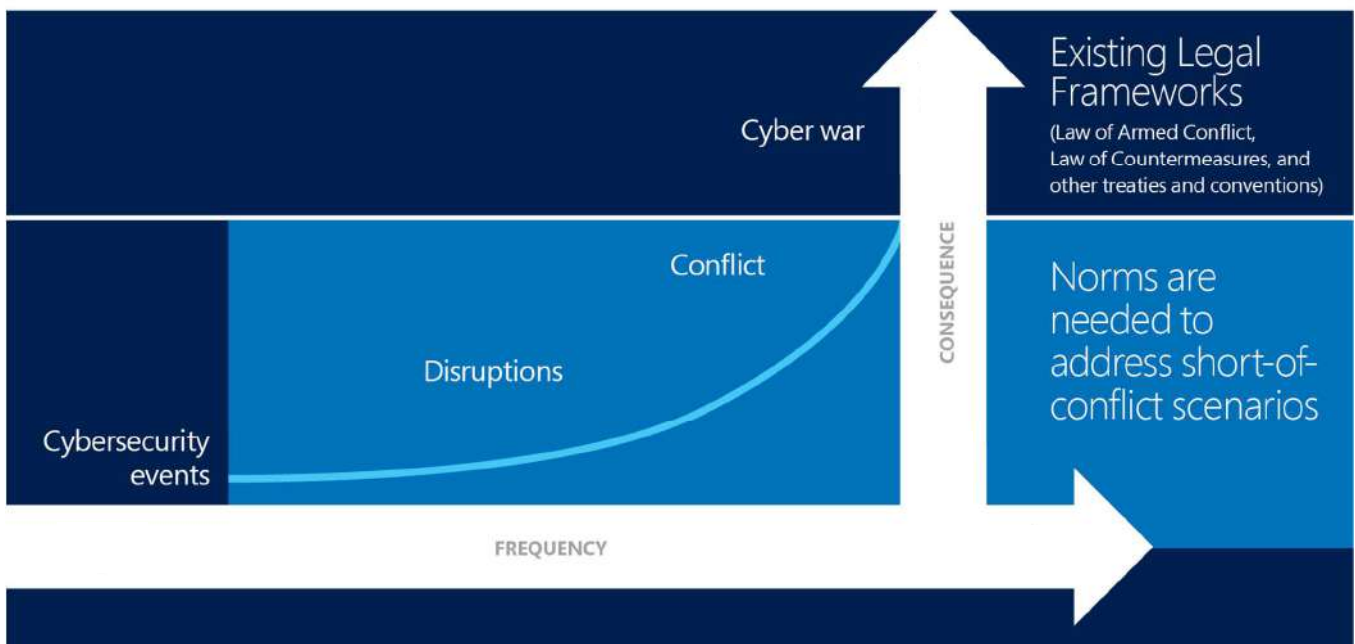 Existing Legal
Frameworks
(Law of Armed Conflict,
Law of Countermeasures, and
other treaties and conventions)
Cyber war
CONSEQUENCE
Conflict
Norms are
needed to
address short-of-
conflict scenarios
Disruptions
Cybersecurity
events
FREQUENCY